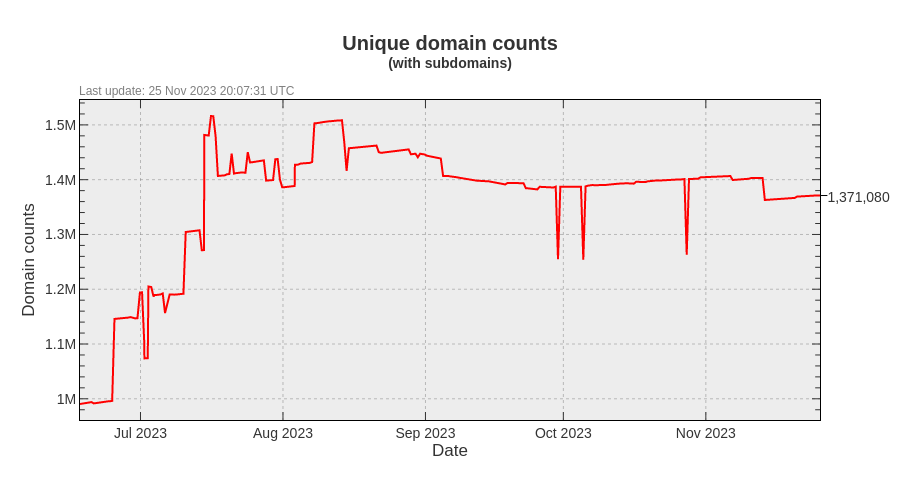 Unique domain counts
(with subdomains)
Last update: 25 Nov 2023 20:07:31 UTC
1.5M
1.4M
1.3M
1.2M
1.1M
1M
Domain counts
1,371,080
Jul 2023
Aug 2023
Sep 2023
Oct 2023
Nov 2023
Date